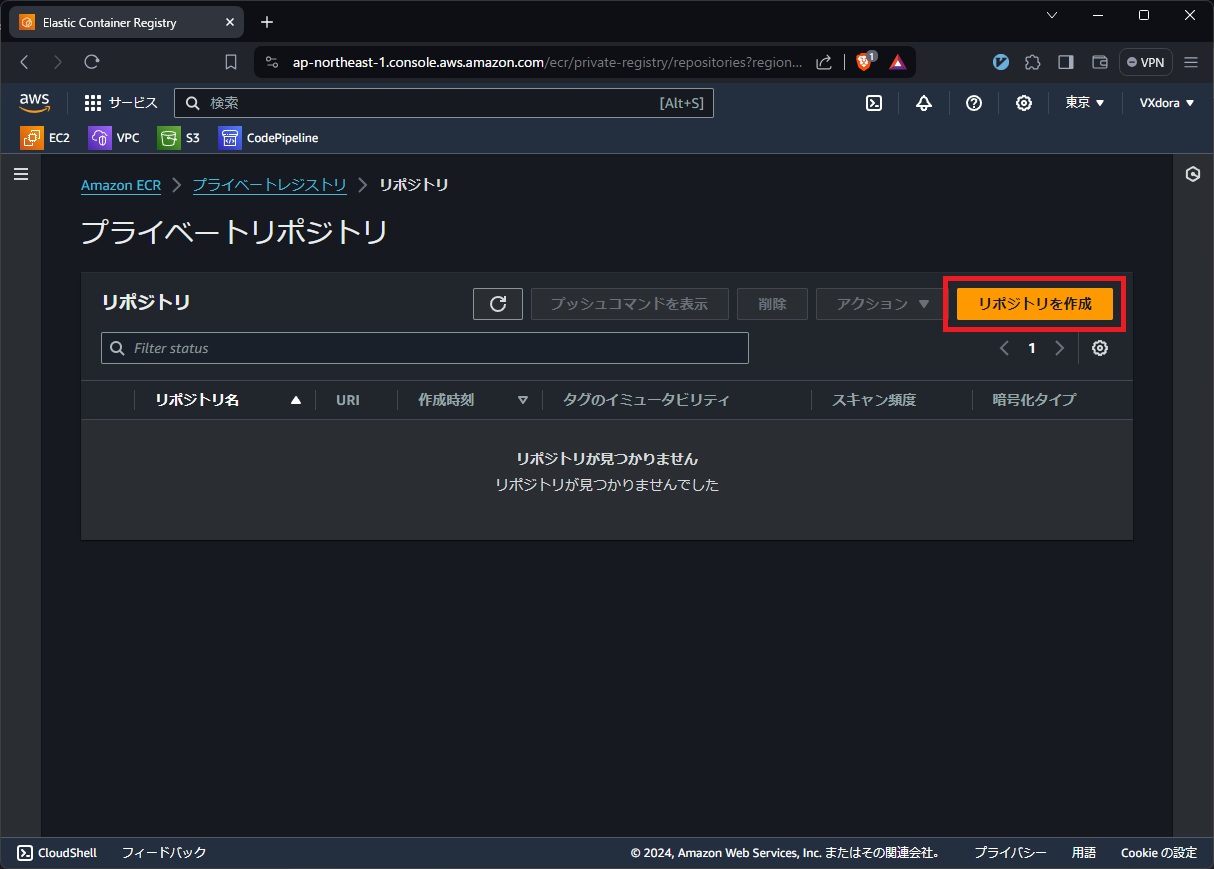 Elastic Container Registry
ap-northeast-1.console.aws.amazon.com/ecr/private-registry/repositories?region...
1
VPN
aws
サービス
検索
[Alt+S]
東京
VXdora
EC2
VPC
S3
CodePipeline
Amazon ECR
プライベートレジストリ
リポジトリ
プライベートリポジトリ
リポジトリ
プッシュコマンドを表示
削除
アクション
リポジトリを作成
Filter status
1
リポジトリ名
URI
作成時刻
タグのイミュータビリティ
スキャン頻度
暗号化タイプ
リポジトリが見つかりません
リポジトリが見つかりませんでした
CloudShell
フィードバック
© 2024, Amazon Web Services, Inc. またはその関連会社。
プライバシー
用語
Cookie の設定